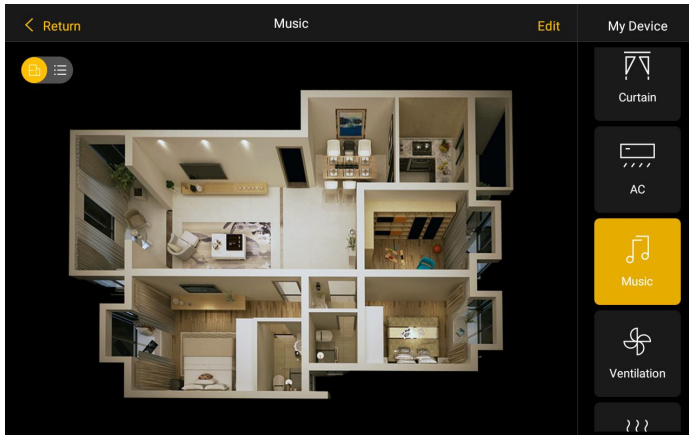 Return
Music
Edit
My Device
Curtain
AC
Music
Ventilation